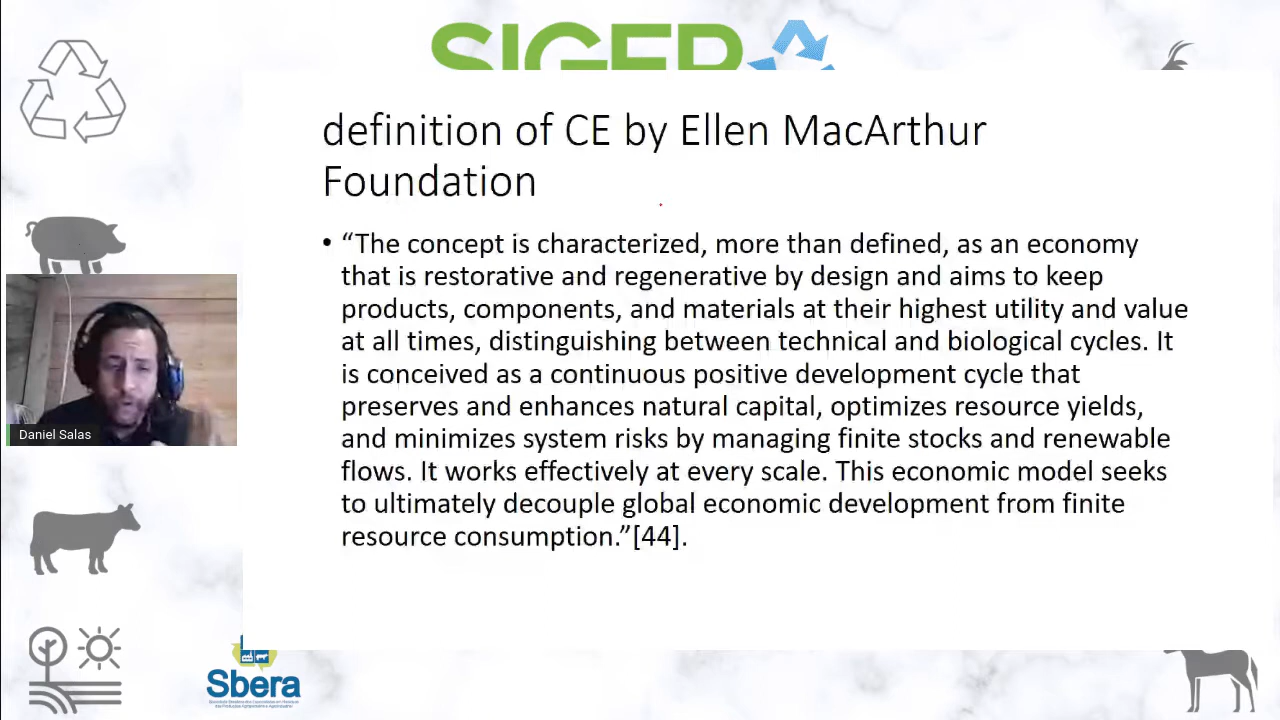 SIGER
definition of CE by Ellen MacArthur
Foundation
• “The concept is characterized, more than defined, as an economy
that is restorative and regenerative by design and aims to keep
products, components, and materials at their highest utility and value
at all times, distinguishing between technical and biological cycles. It
is conceived as a continuous positive development cycle that
preserves and enhances natural capital, optimizes resource yields,
and minimizes system risks by managing finite stocks and renewable
flows. It works effectively at every scale. This economic model seeks
to ultimately decouple global economic development from finite
resource consumption.”[44].
Daniel Salas
Sbera